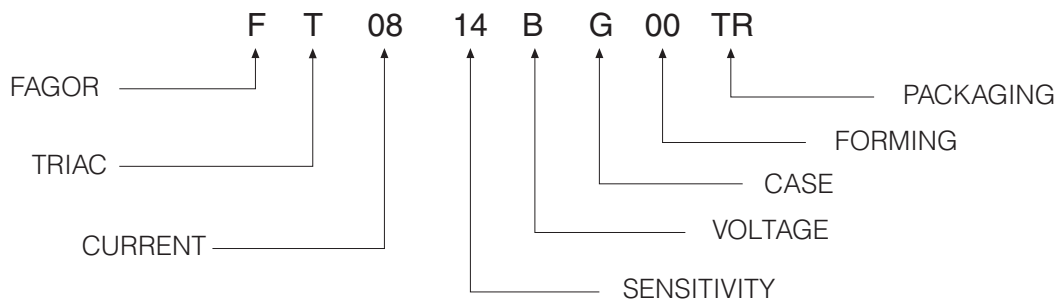 F T 08 14 B G 00 TR
FAGOR
PACKAGING
FORMING
TRIAC
CASE
VOLTAGE
CURRENT
SENSITIVITY